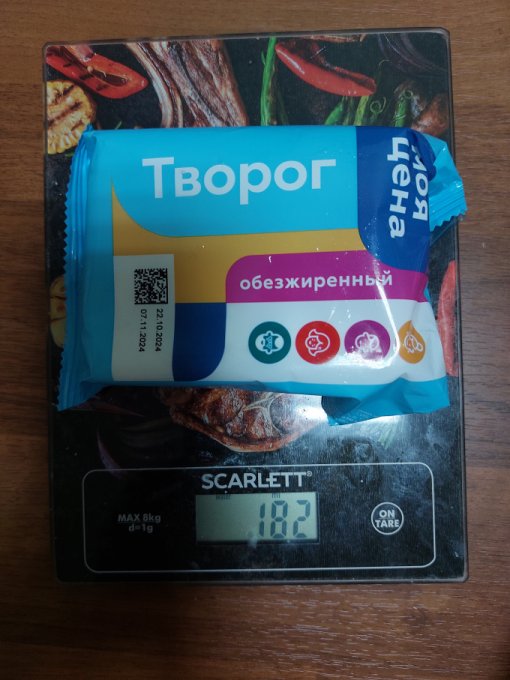 Творог
моя
цена
обезжиренный
22.10.2024
07.11.2024
SCARLETT®
MAX 8kg
d=1g
182
ON
TARE